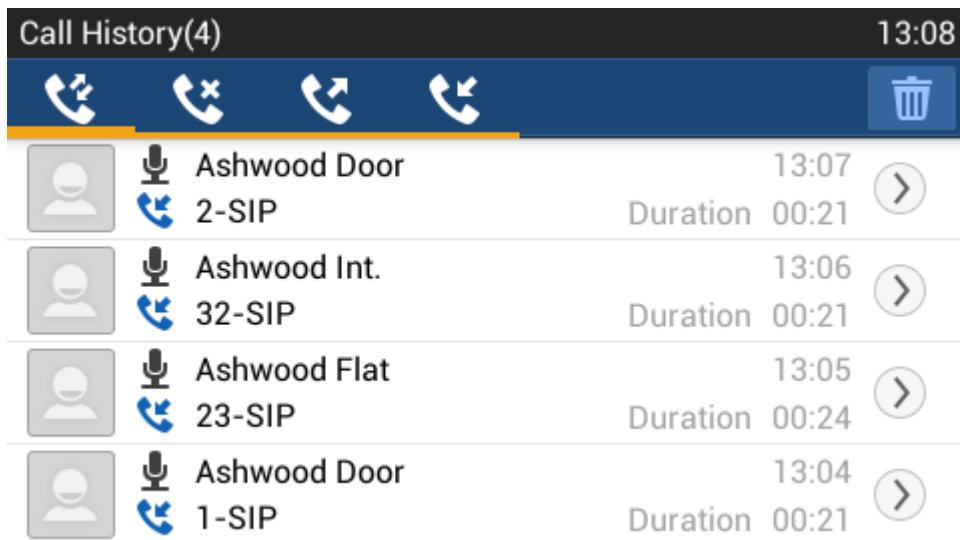 Call History(4) 13:08
Ashwood Door 13:07
2-SIP Duration 00:21
Ashwood Int. 13:06
32-SIP Duration 00:21
Ashwood Flat 13:05
23-SIP Duration 00:24
Ashwood Door 13:04
1-SIP Duration 00:21